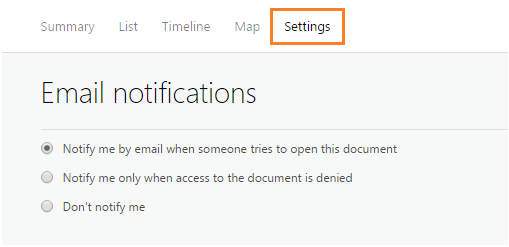 Summary List Timeline Map Settings
Email notifications
Notify me by email when someone tries to open this document
Notify me only when access to the document is denied
Don't notify me